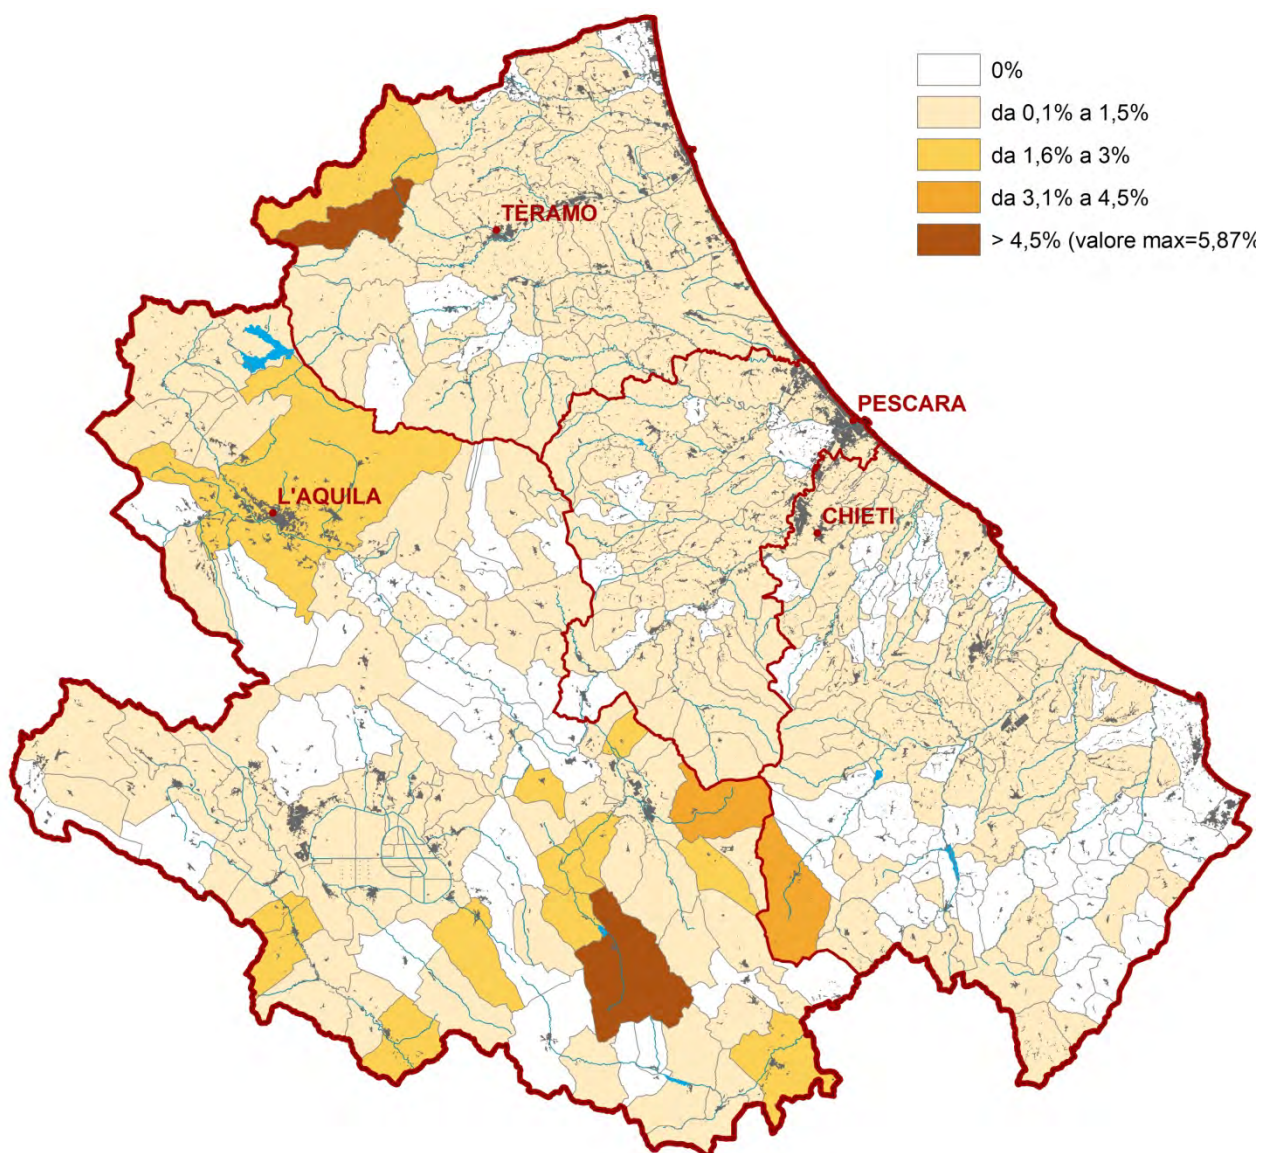 0%
da 0,1% a 1,5%
da 1,6% a 3%
da 3,1% a 4,5%
> 4,5% (valore max=5,87%
TÈRAMO
PESCARA
L'AQUILA
CHIETI